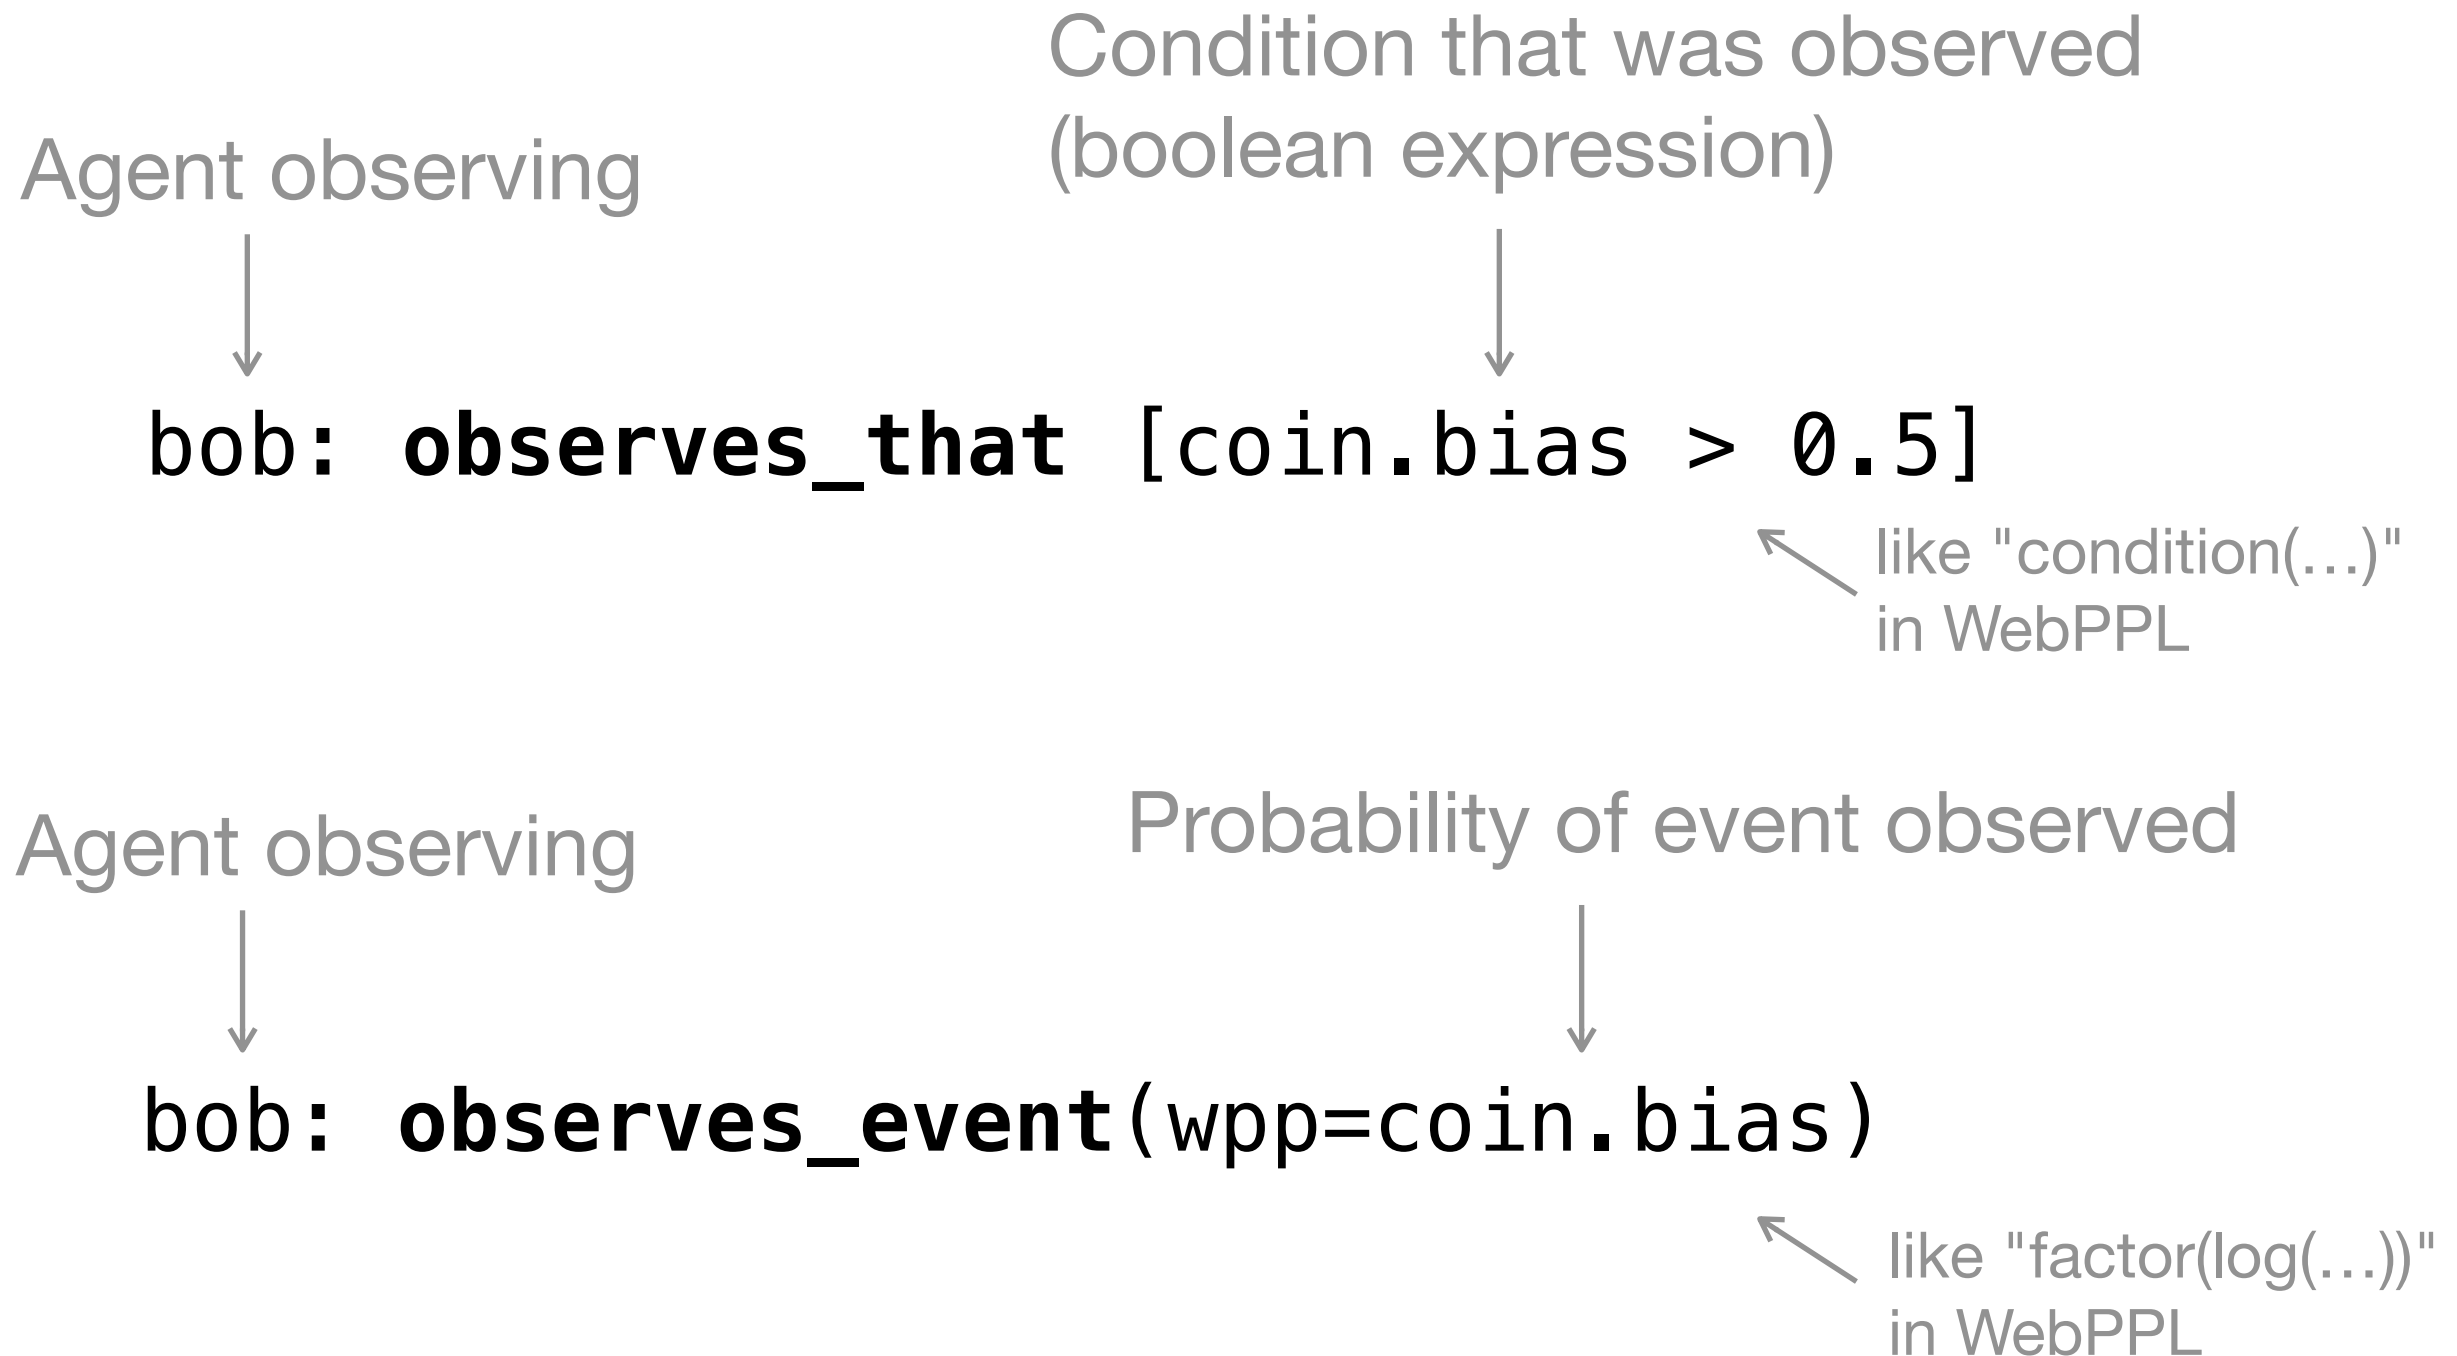 Condition that was observed
(boolean expression)
Agent observing
bob: observes_that [coin.bias > 0.5]
like "condition(…)"
in WebPPL
Probability of event observed
Agent observing
bob: observes_event(wpp=coin.bias)
like "factor(log(…))"
in WebPPL